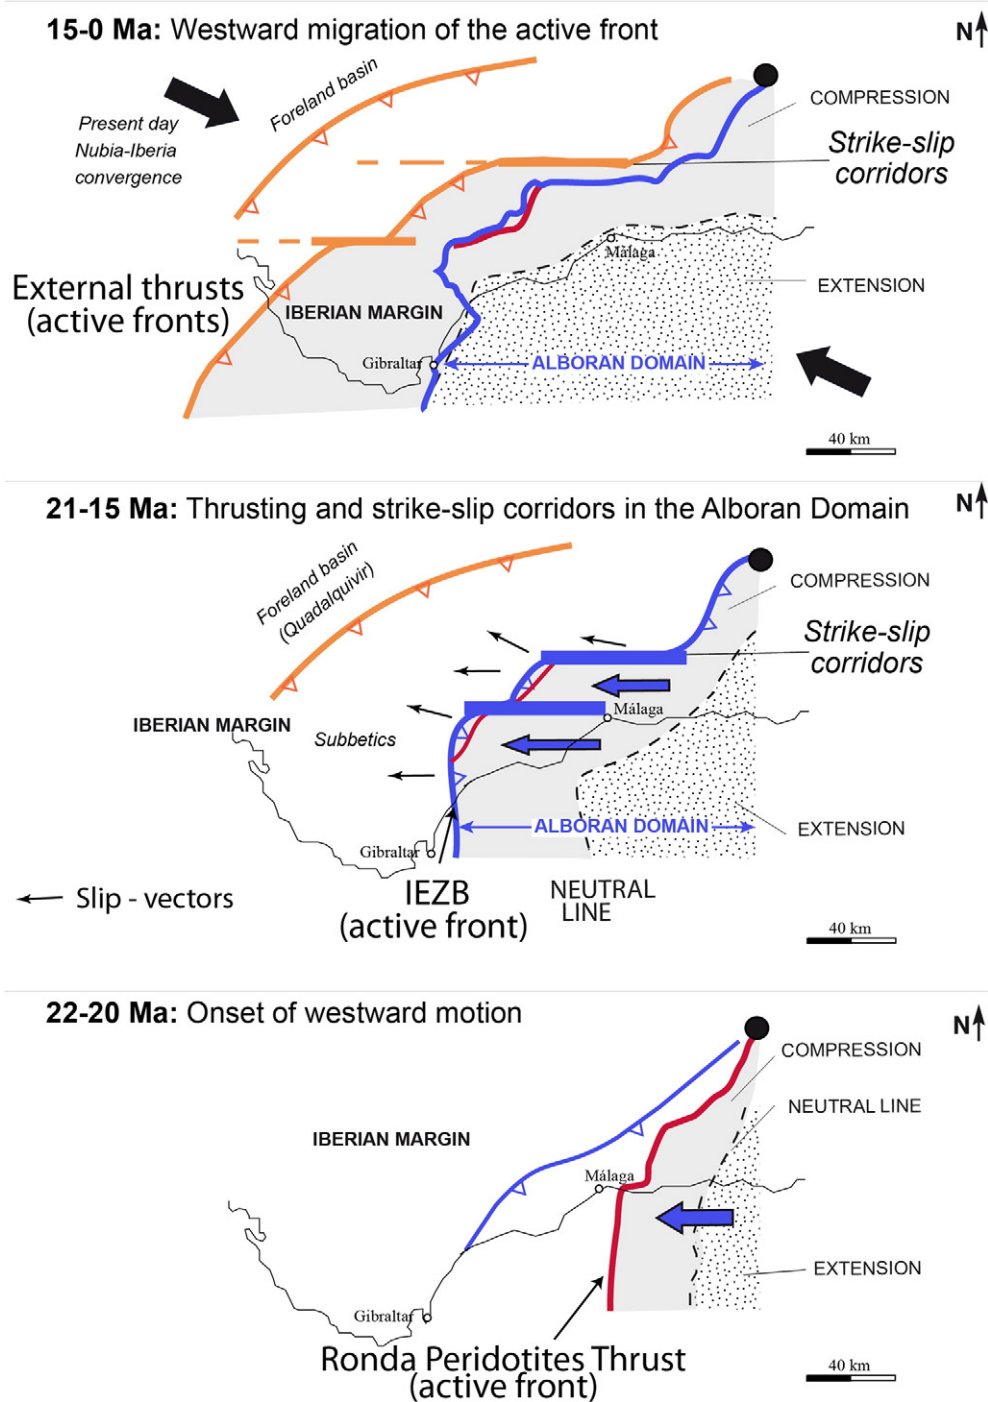 15-0 Ma: Westward migration of the active front
N
Foreland basin
Present day
Nubia-Iberia
convergence
COMPRESSION
Strike-slip
corridors
Málaga
External thrusts
(active fronts)
EXTENSION
IBERIAN MARGIN
Gibraltar
ALBORAN DOMAIN
40 km
21-15 Ma: Thrusting and strike-slip corridors in the Alboran Domain
N
Foreland basin
(Quadalquivir)
COMPRESSION
Strike-slip
corridors
Málaga
IBERIAN MARGIN
Subbetics
ALBORAN DOMAIN
EXTENSION
Gibraltar
Slip - vectors
IEZB
(active front)
NEUTRAL
LINE
40 km
22-20 Ma: Onset of westward motion
N
COMPRESSION
NEUTRAL LINE
IBERIAN MARGIN
Málaga
EXTENSION
Gibraltar
Ronda Peridotites Thrust
(active front)
40 km